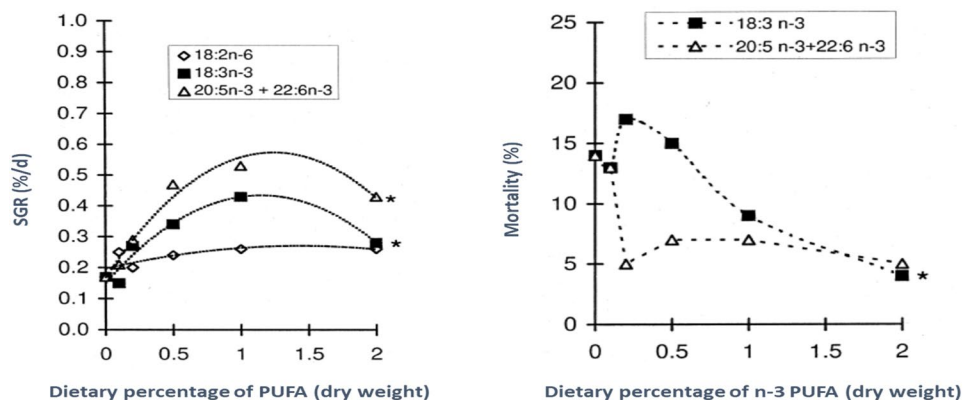 1.0
0.9
0.8
0.7
0.6
0.5
0.4
0.3
0.2
0.1
0.0
SGR (%/d)
18:2n-6
18:3n-3
20:5n-3 + 22:6n-3
*
*
0 0.5 1 1.5 2
Dietary percentage of PUFA (dry weight)
25
20
15
10
5
0
Mortality (%)
18:3 n-3
20:5 n-3+22:6 n-3
*
0 0.5 1 1.5 2
Dietary percentage of n-3 PUFA (dry weight)